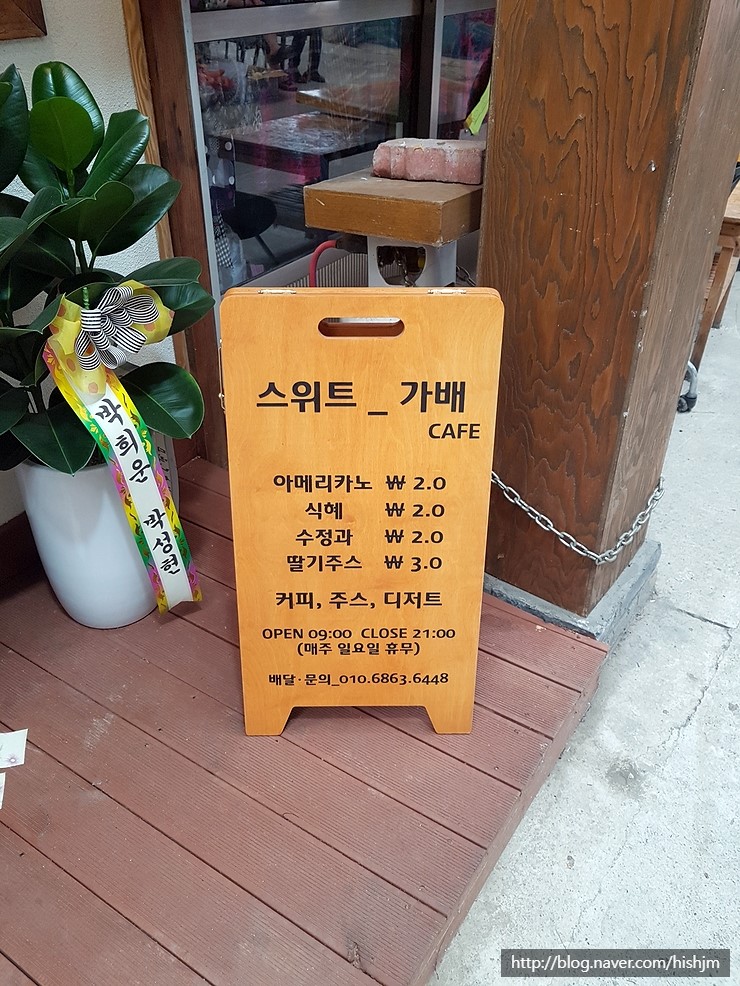 스위트 _ 가배
CAFE
아메리카노 ₩ 2.0
식혜 ₩ 2.0
수정과 ₩ 2.0
딸기주스 ₩ 3.0
커피, 주스, 디저트
OPEN 09:00 CLOSE 21:00
(매주 일요일 휴무)
배달·문의_010.6863.6448
박희운 박성현
http://blog.naver.com/hishjm